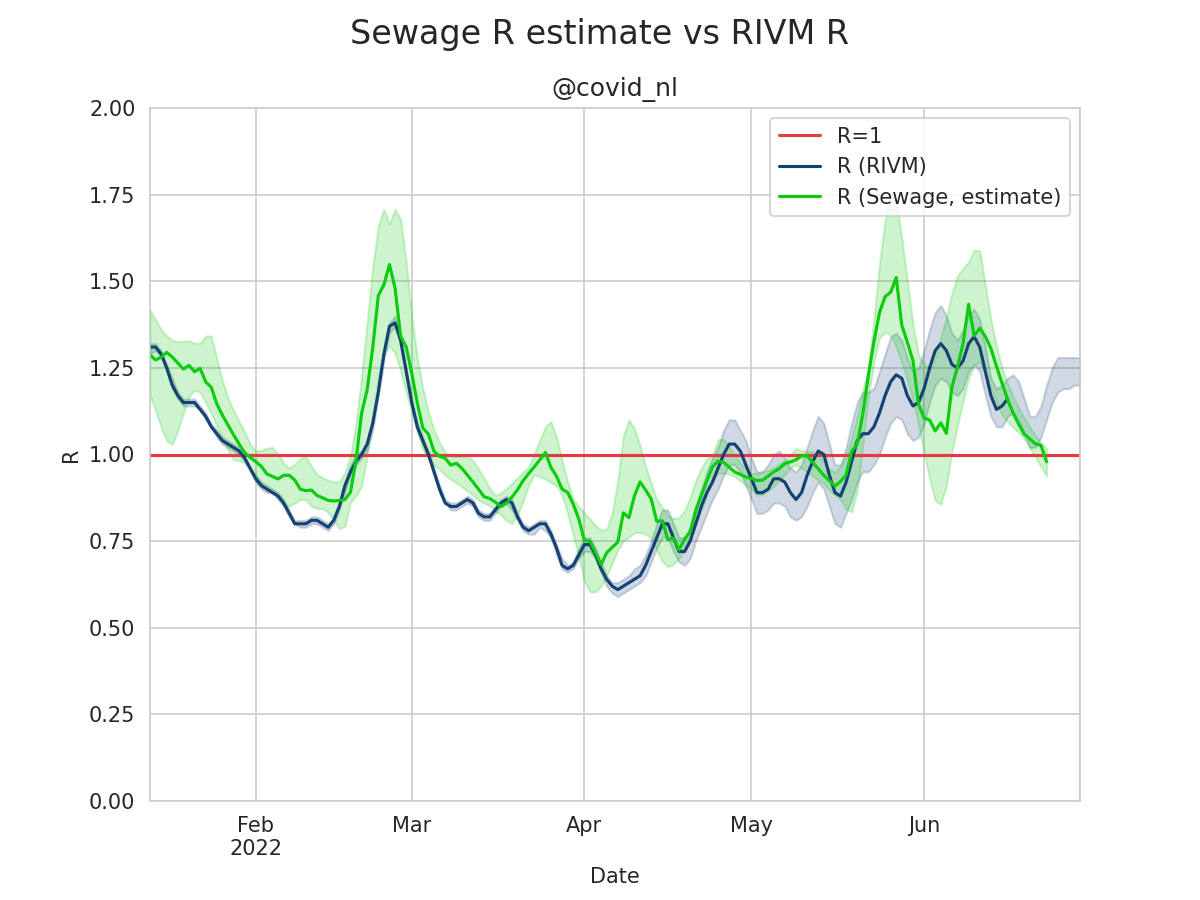 Sewage R estimate vs RIVM R
@covid_nl
R=1
R (RIVM)
R (Sewage, estimate)
2.00
1.75
1.50
1.25
1.00
0.75
0.50
0.25
0.00
R
Feb
2022
Mar
Apr
May
Jun
Date